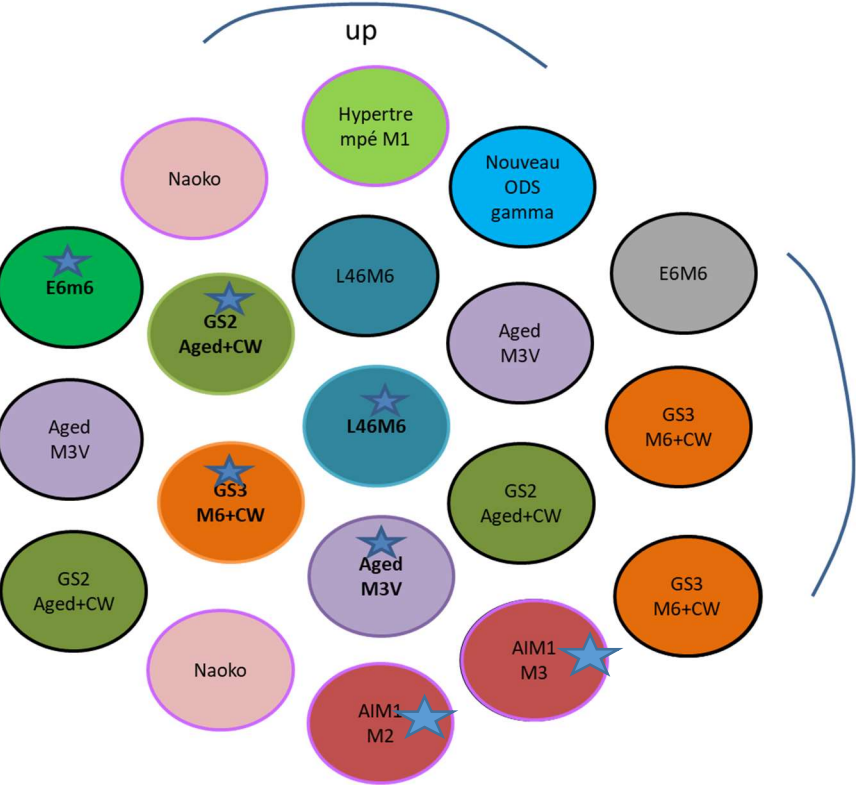 up
Hypertre
mpé M1
Naoko
Nouveau
ODS
gamma
E6m6
L46M6
E6M6
GS2
Aged+CW
Aged
M3V
Aged
M3V
L46M6
GS3
M6+CW
GS3
M6+CW
GS2
Aged+CW
GS2
Aged+CW
Aged
M3V
GS3
M6+CW
Naoko
AIM1
M3
AIM1
M2